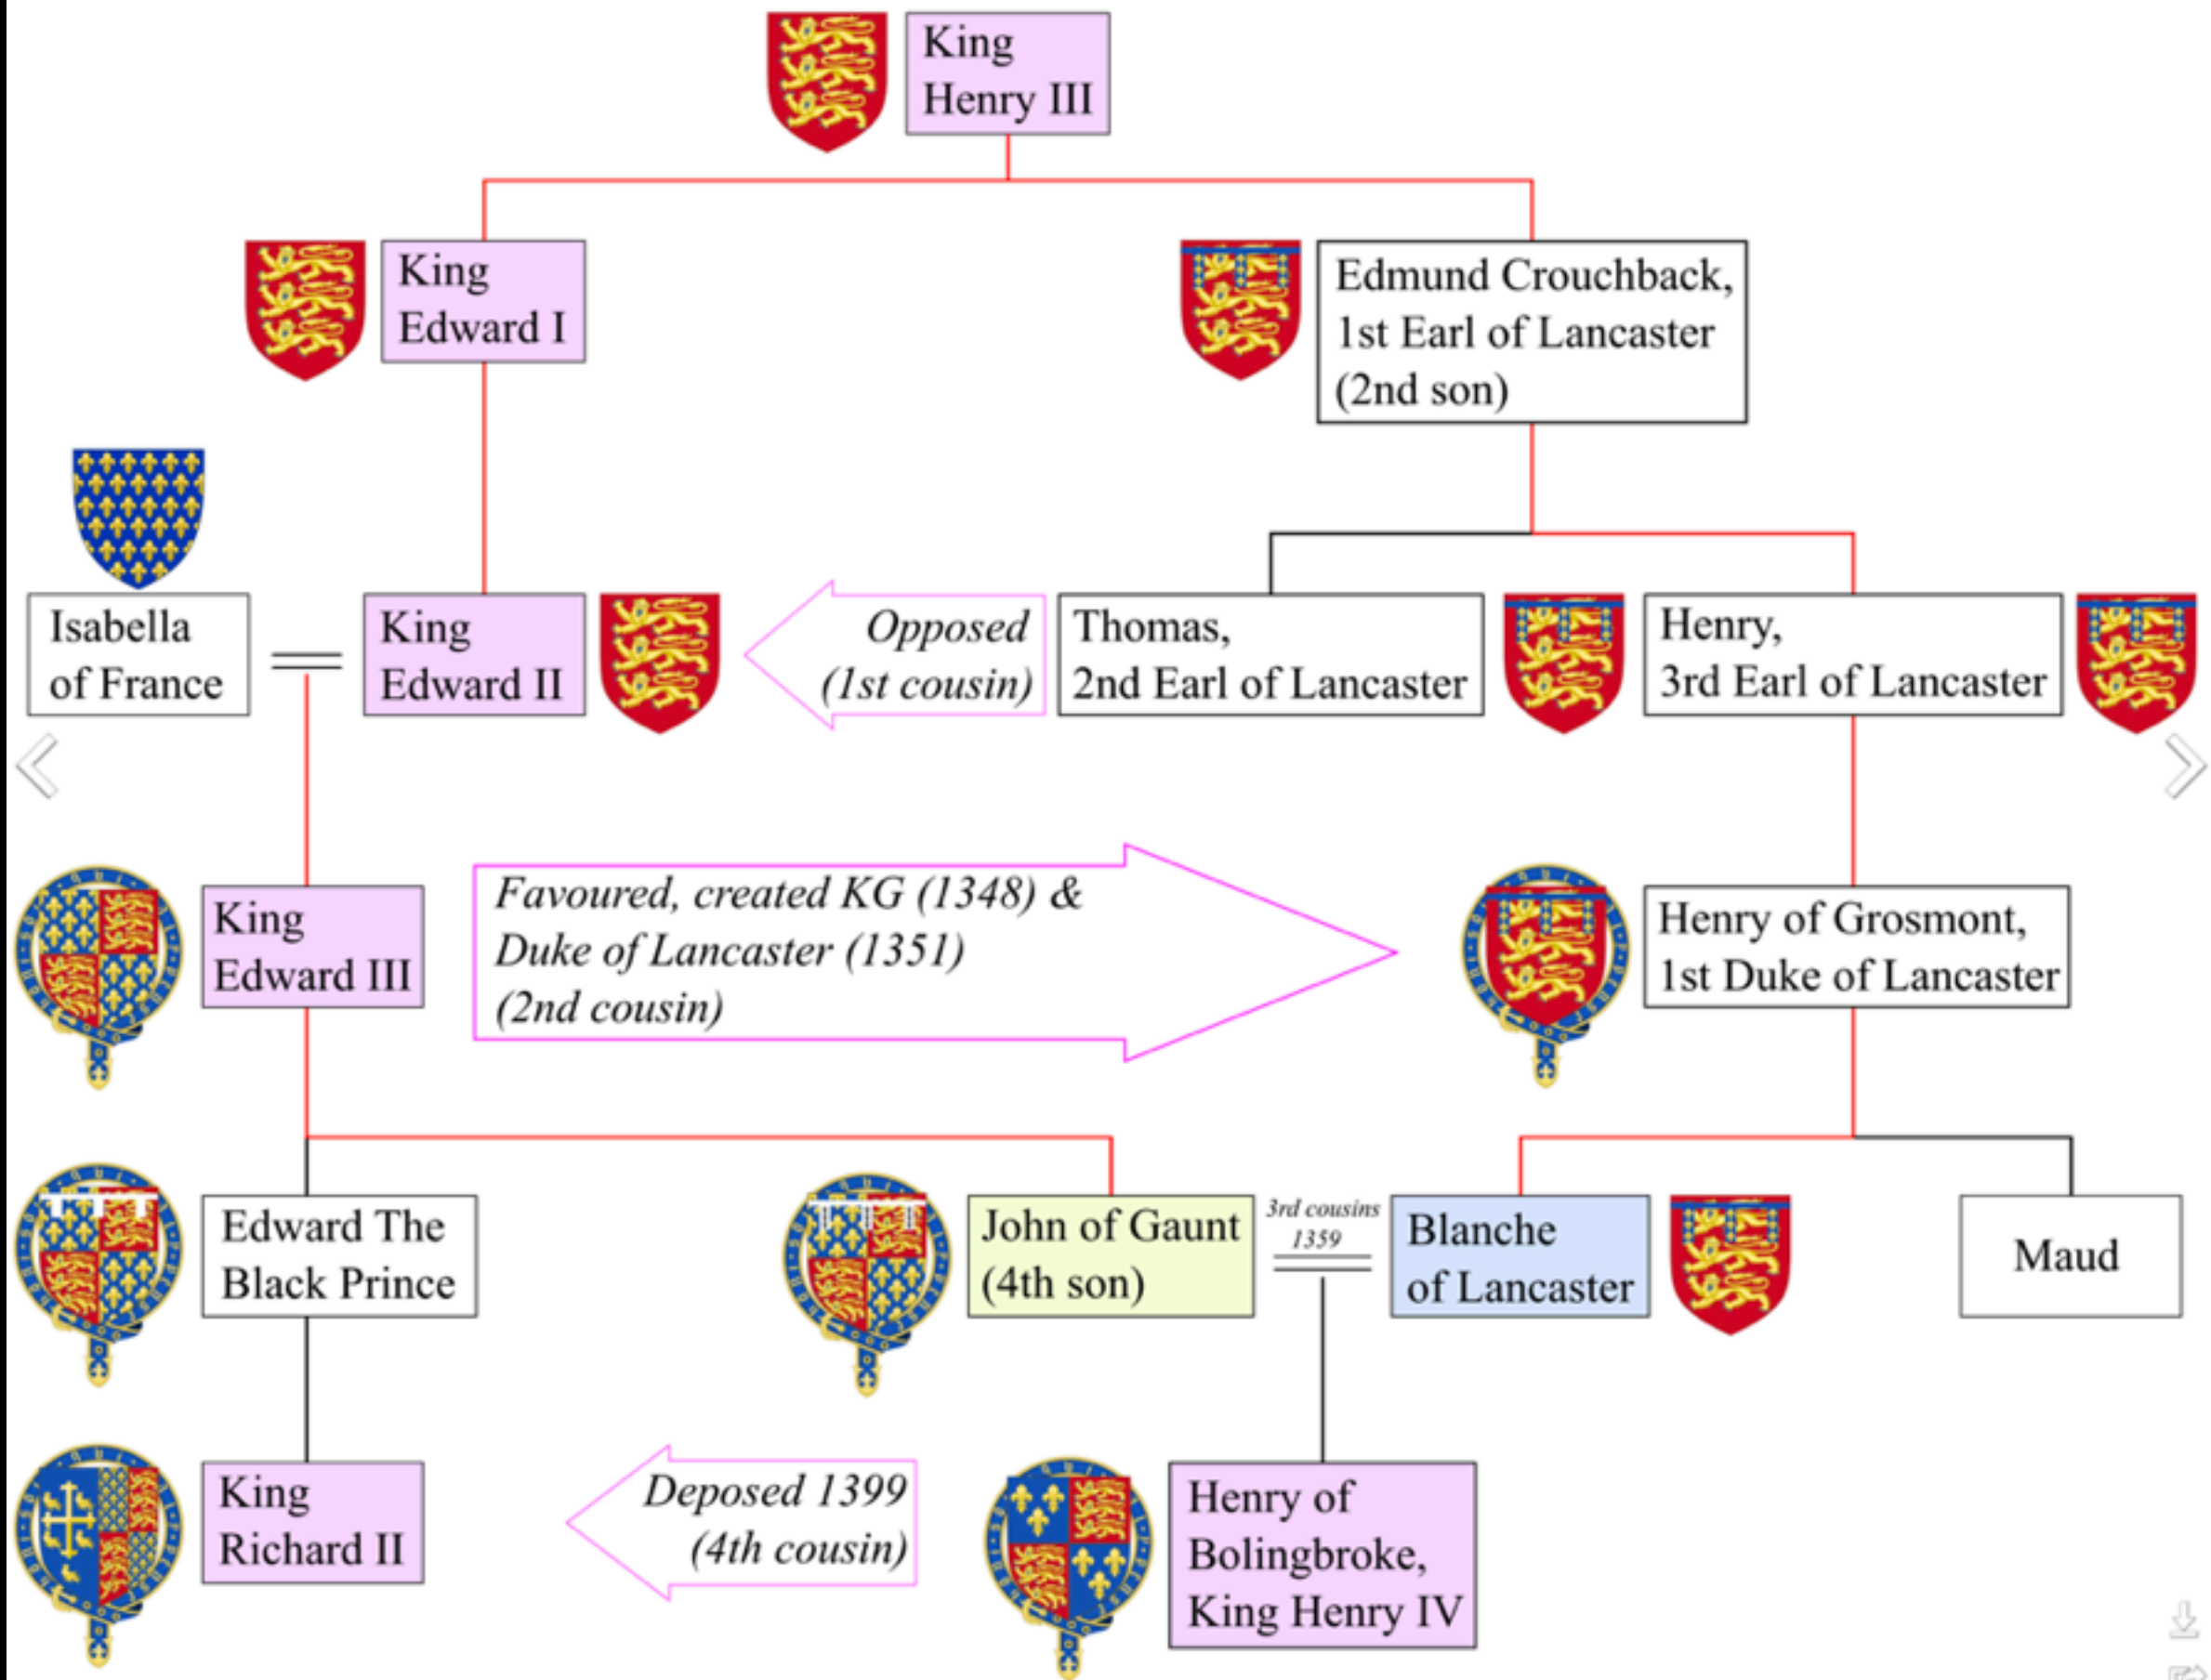 King
Henry III
King
Edward I
Edmund Crouchback,
1st Earl of Lancaster
(2nd son)
Isabella
of France
King
Edward II
Opposed
(1st cousin)
Thomas,
2nd Earl of Lancaster
Henry,
3rd Earl of Lancaster
King
Edward III
Favoured, created KG (1348) &
Duke of Lancaster (1351)
(2nd cousin)
Henry of Grosmont,
1st Duke of Lancaster
Edward The
Black Prince
John of Gaunt
(4th son)
3rd cousins
1359
Blanche
of Lancaster
Maud
King
Richard II
Deposed 1399
(4th cousin)
Henry of
Bolingbroke,
King Henry IV